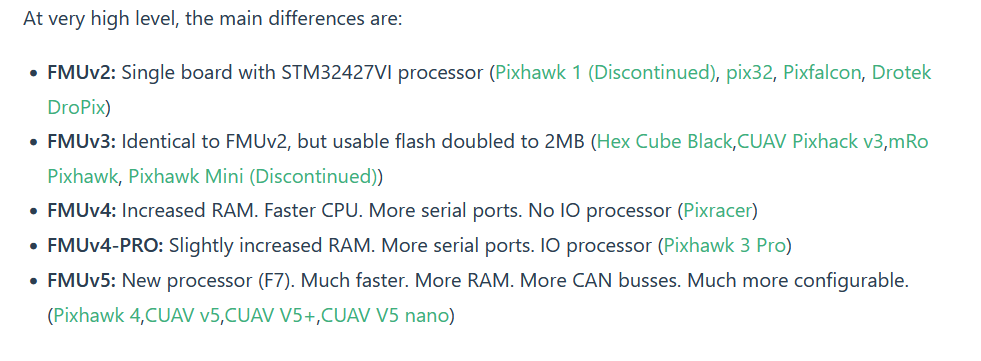 At very high level, the main differences are:
• FMUv2: Single board with STM32427VI processor (Pixhawk 1 (Discontinued), pix32, Pixfalcon, Drotek
DroPix)
• FMUv3: Identical to FMUv2, but usable flash doubled to 2MB (Hex Cube Black,CUAV Pixhack v3,mRo
Pixhawk, Pixhawk Mini (Discontinued))
• FMUv4: Increased RAM. Faster CPU. More serial ports. No IO processor (Pixracer)
• FMUv4-PRO: Slightly increased RAM. More serial ports. IO processor (Pixhawk 3 Pro)
• FMUv5: New processor (F7). Much faster. More RAM. More CAN busses. Much more configurable.
(Pixhawk 4,CUAV v5,CUAV V5+,CUAV V5 nano)